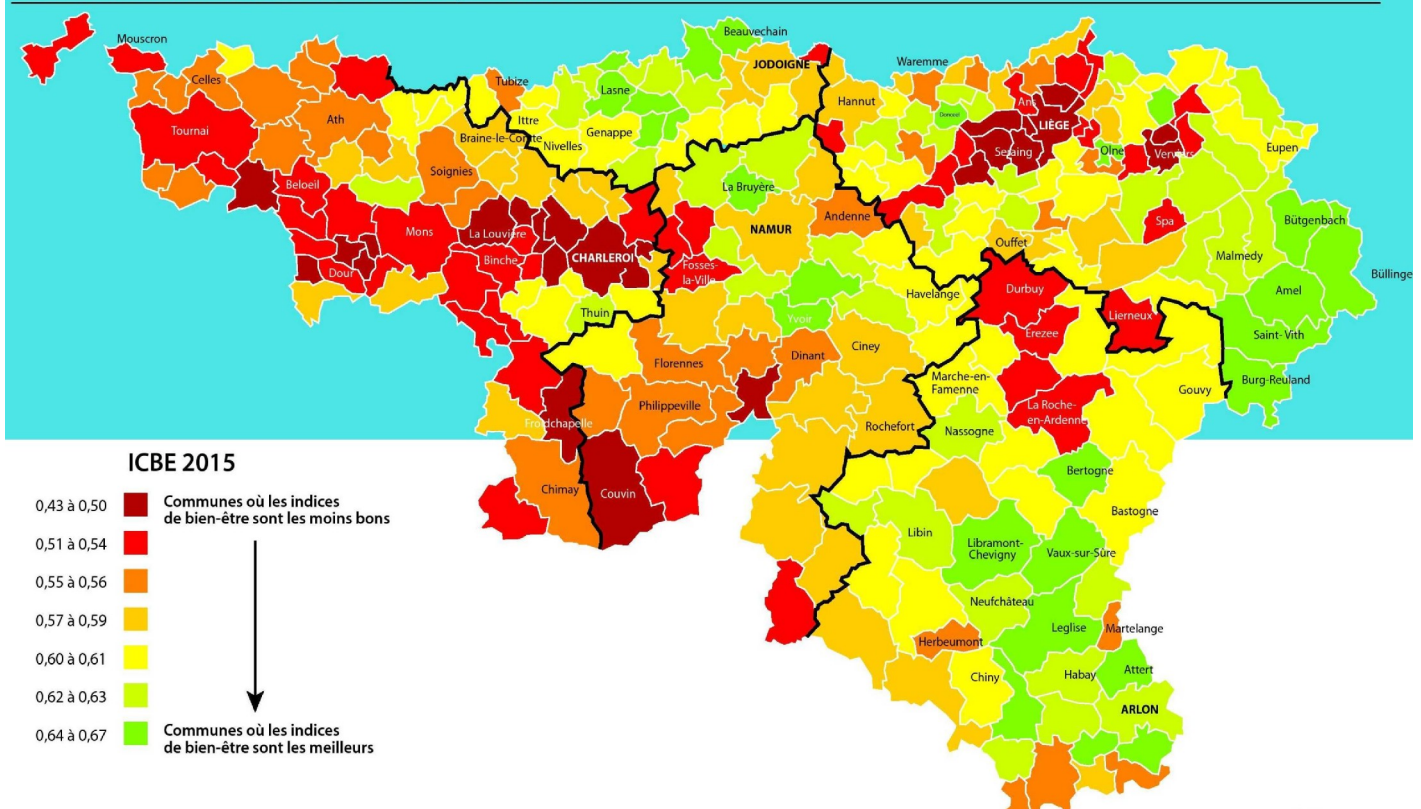 Mouscron
Beauvechain
Celles
Tubize
JODOIGNE
Waremme
Lasne
Hannut
Ans
Donceel
Tournai
Ath
Ittre
LIÈGE
Braine-le-Comte
Genappe
Nivelles
Seraing
Olne
Verviers
Eupen
Soignies
Beloeil
La Bruyère
Andenne
Spa
Bütgenbach
Mons
La Louvière
NAMUR
Ouffet
Malmedy
Binche
CHARLEROI
Fosses-
la-Ville
Büllingen
Dour
Havelange
Durbuy
Amel
Thuin
Yvoir
Lierneux
Erezee
Saint-Vith
Florennes
Dinant
Ciney
Marche-en-
Famenne
Gouvy
Burg-Reuland
Philippeville
La Roche-
en-Ardenne
Froidchapelle
Rochefort
Nassogne
ICBE 2015
Bertogne
0,43 à 0,50
Communes où les indices
de bien-être sont les moins bons
Chimay
Couvin
Bastogne
0,51 à 0,54
Libin
Libramont-
Chevigny
Vaux-sur-Sûre
0,55 à 0,56
0,57 à 0,59
Neufchâteau
Leglise
Martelange
Herbeumont
0,60 à 0,61
Chiny
Habay
Attert
0,62 à 0,63
ARLON
0,64 à 0,67
Communes où les indices
de bien-être sont les meilleurs